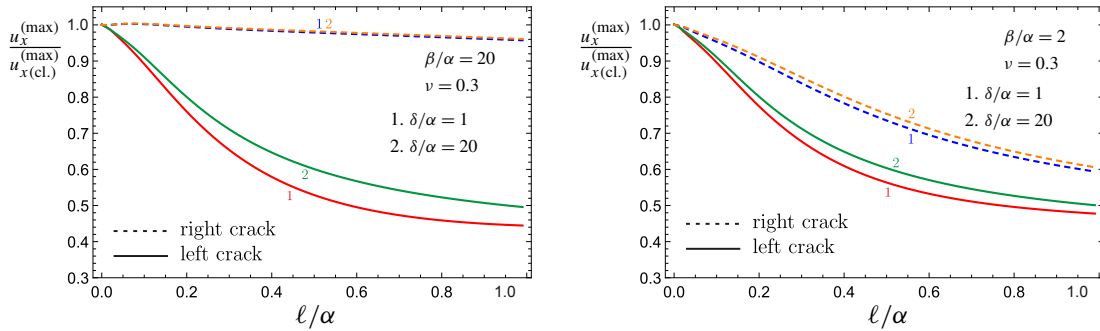 u_x^(max)
u_x(cl.)^(max)
1.0
0.9
0.8
0.7
0.6
0.5
0.4
0.3
1 2
β/α = 20
ν = 0.3
1. δ/α = 1
2. δ/α = 20
2
1
right crack
left crack
0.0 0.2 0.4 0.6 0.8 1.0
ℓ/α
u_x^(max)
u_x(cl.)^(max)
1.0
0.9
0.8
0.7
0.6
0.5
0.4
0.3
β/α = 2
ν = 0.3
1. δ/α = 1
2. δ/α = 20
2
1
2
1
right crack
left crack
0.0 0.2 0.4 0.6 0.8 1.0
ℓ/α